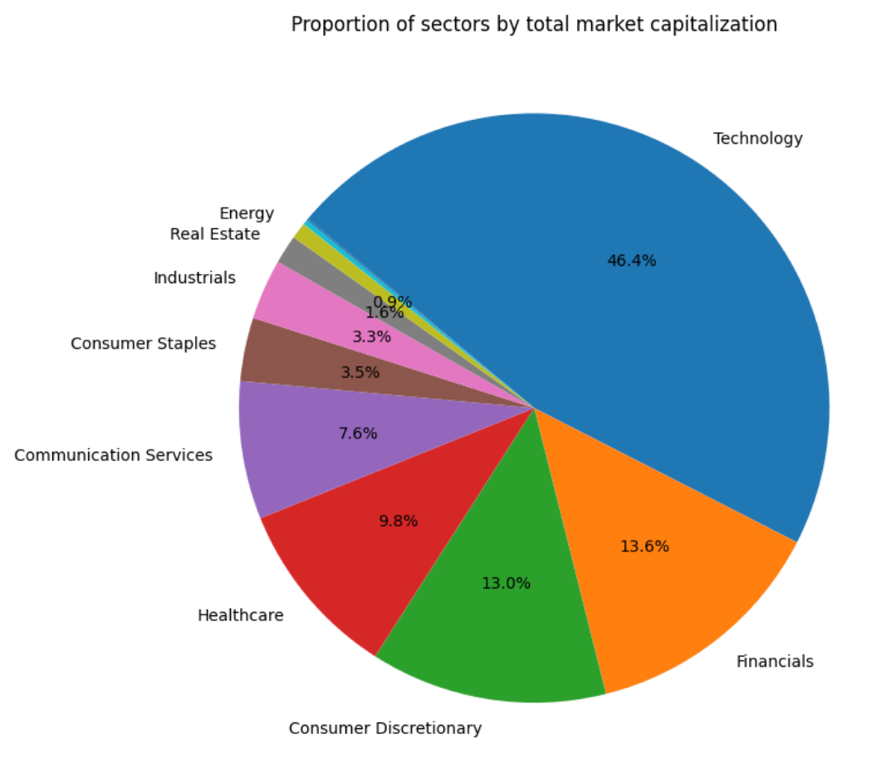 Proportion of sectors by total market capitalization
Technology
46.4%
Energy
Real Estate
Industrials
0.9%
1.6%
3.3%
Consumer Staples
3.5%
7.6%
Communication Services
9.8%
13.6%
13.0%
Healthcare
Financials
Consumer Discretionary